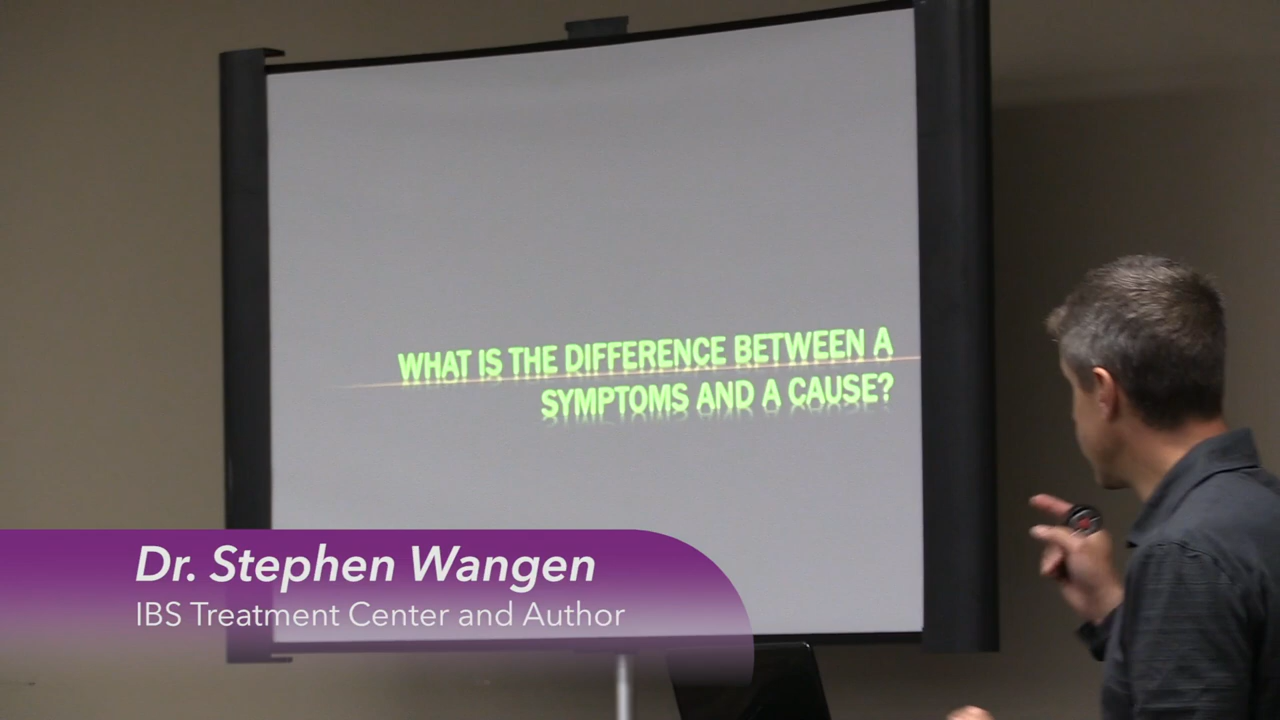 WHAT IS THE DIFFERENCE BETWEEN A
SYMPTOMS AND A CAUSE?
Dr. Stephen Wangen
IBS Treatment Center and Author